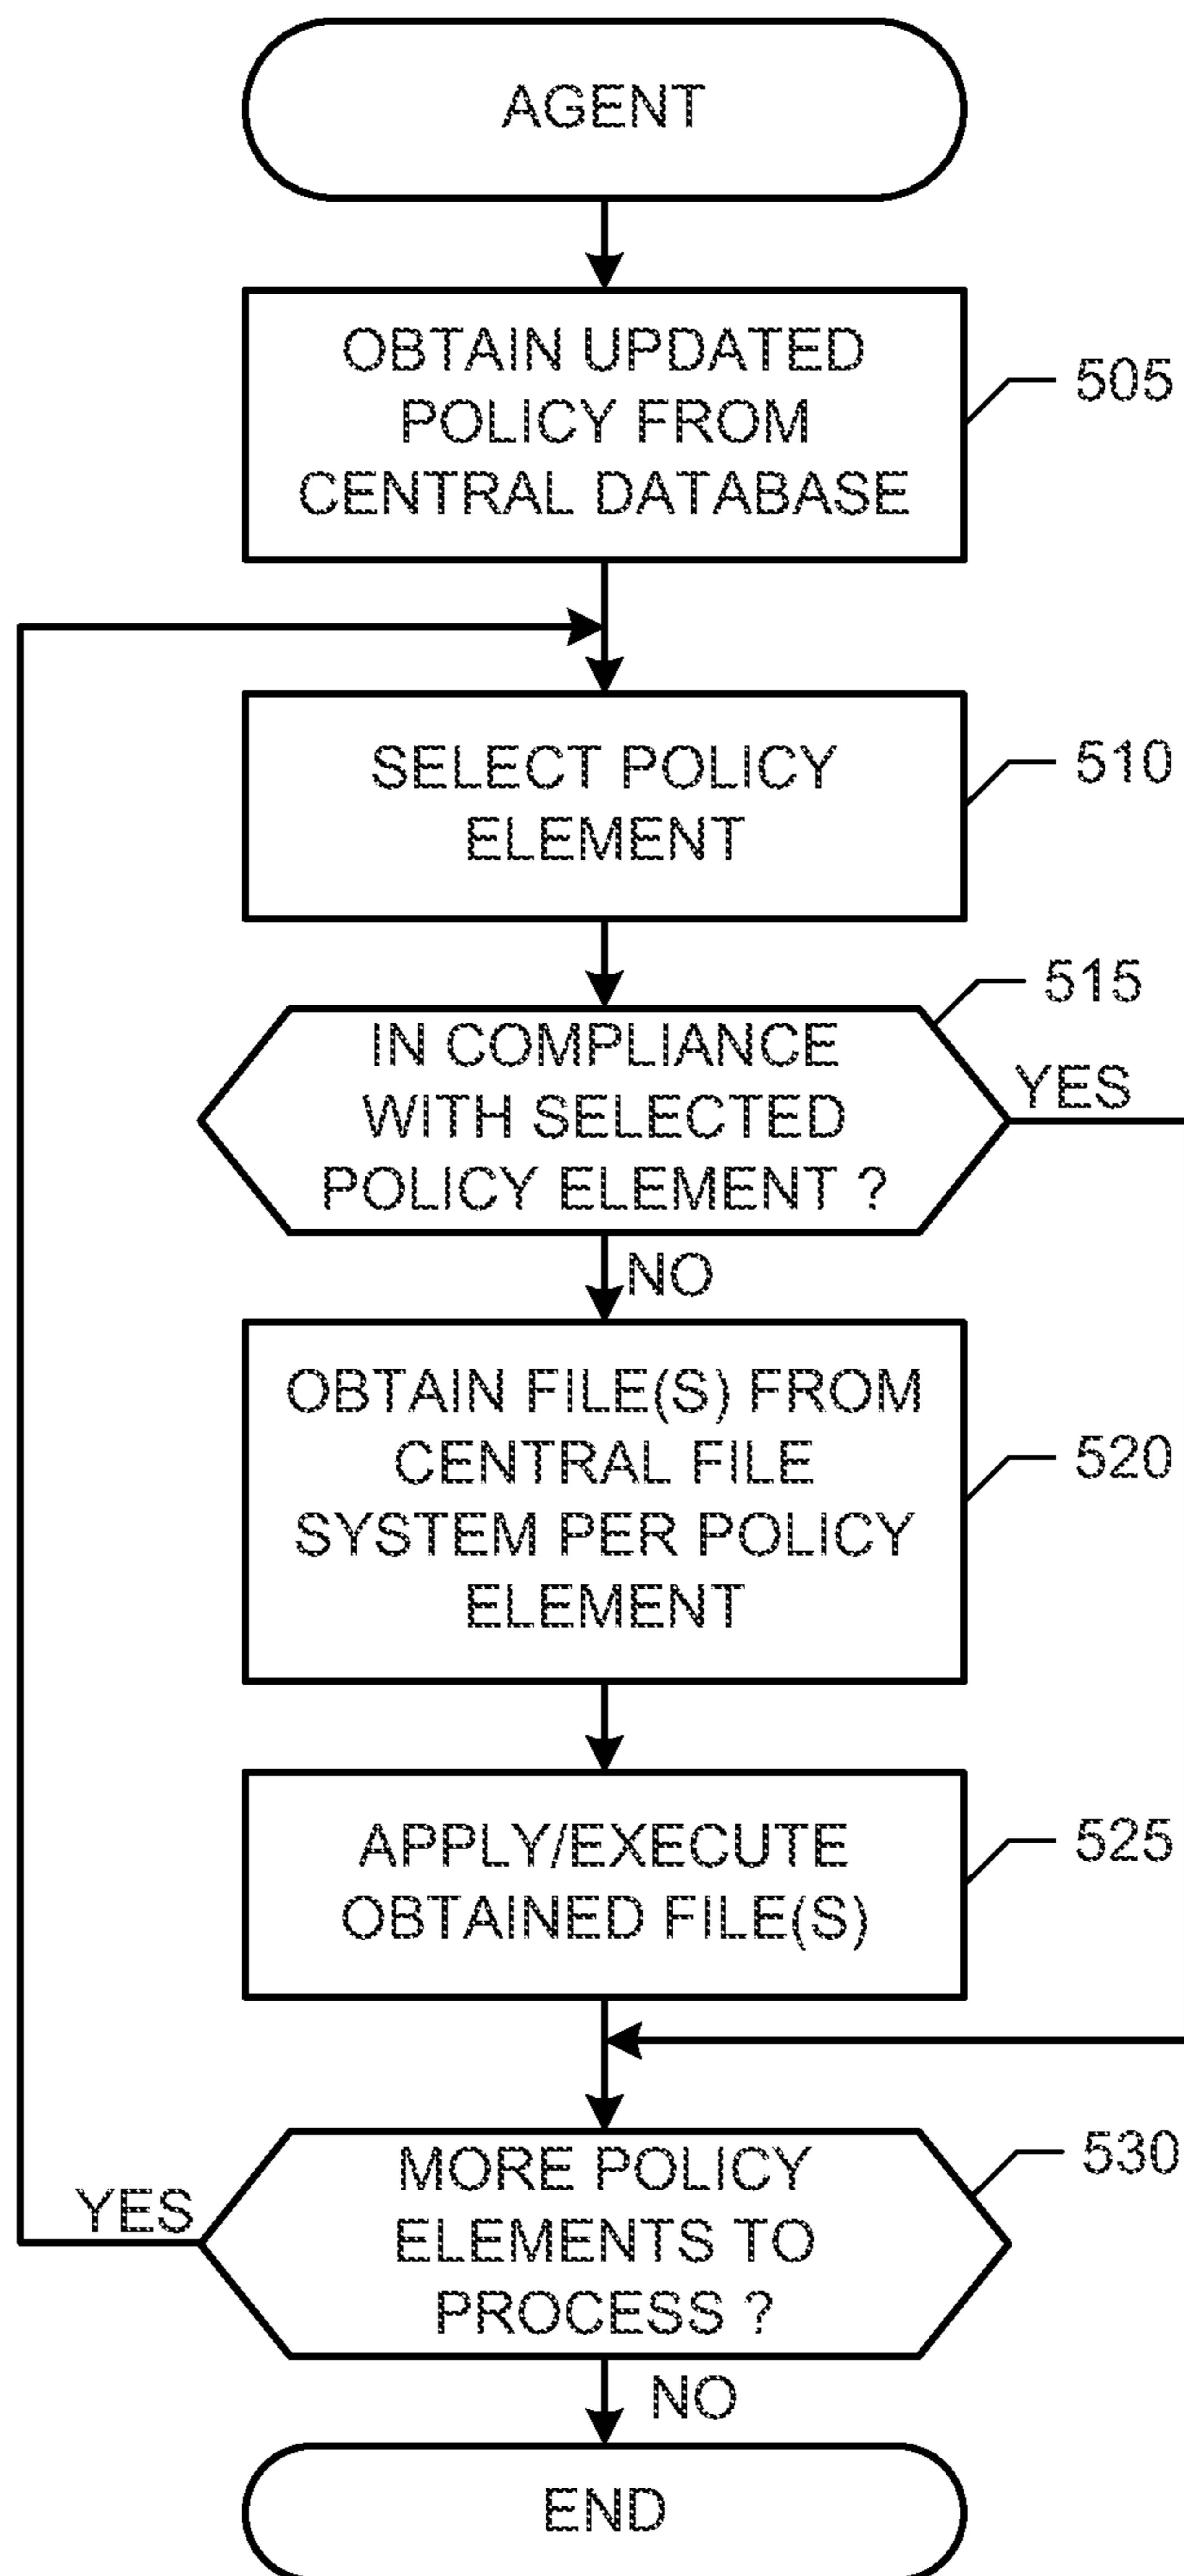 AGENT
OBTAIN UPDATED
POLICY FROM
CENTRAL DATABASE
505
SELECT POLICY
ELEMENT
510
515
IN COMPLIANCE
WITH SELECTED
POLICY ELEMENT ?
YES
NO
OBTAIN FILE(S) FROM
CENTRAL FILE
SYSTEM PER POLICY
ELEMENT
520
APPLY/EXECUTE
OBTAINED FILE(S)
525
MORE POLICY
ELEMENTS TO
PROCESS ?
530
YES
NO
END